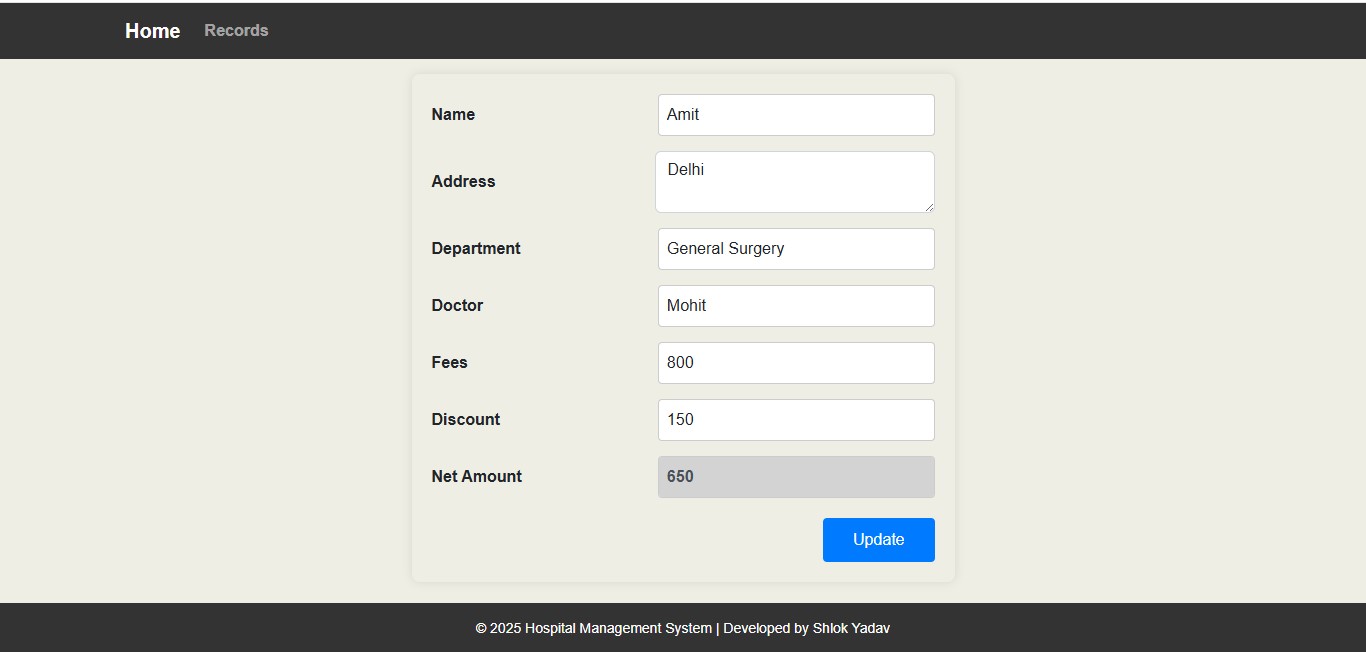 Home Records
Name Amit
Address Delhi
Department General Surgery
Doctor Mohit
Fees 800
Discount 150
Net Amount 650
Update
© 2025 Hospital Management System | Developed by Shlok Yadav